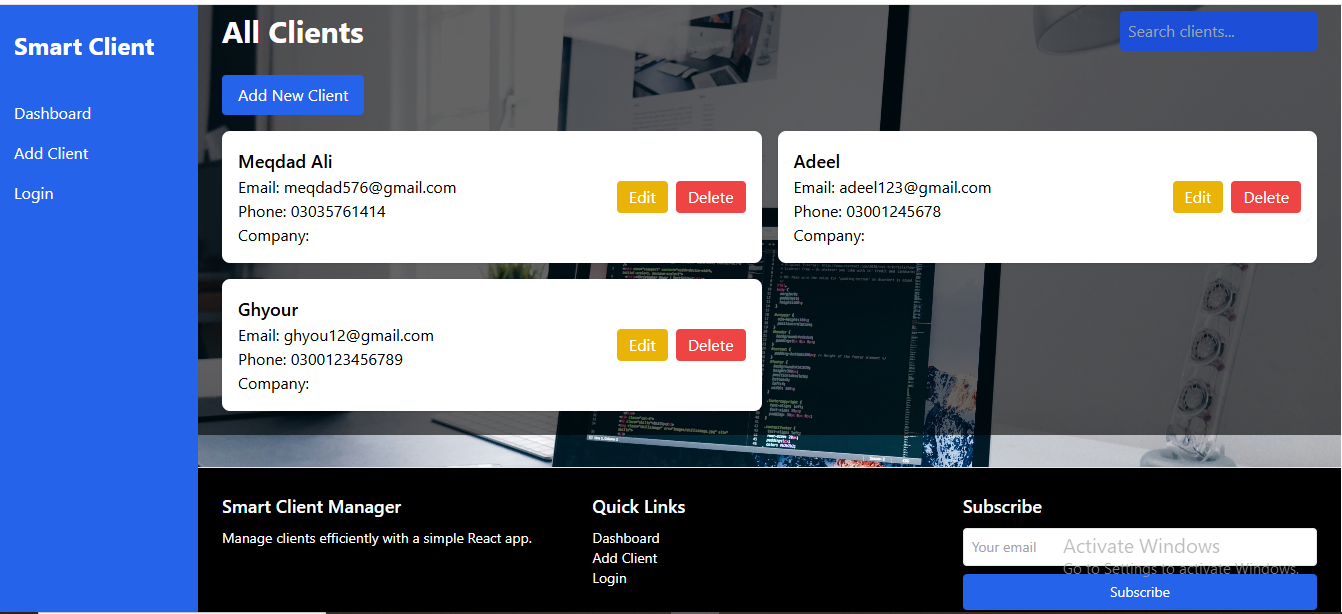 Smart Client
Dashboard
Add Client
Login
All Clients
Search clients...
Add New Client
Meqdad Ali
Email: meqdad576@gmail.com
Phone: 03035761414
Company:
Edit
Delete
Adeel
Email: adeel123@gmail.com
Phone: 03001245678
Company:
Edit
Delete
Ghyour
Email: ghyou12@gmail.com
Phone: 0300123456789
Company:
Edit
Delete
Smart Client Manager
Manage clients efficiently with a simple React app.
Quick Links
Dashboard
Add Client
Login
Subscribe
Your email
Activate Windows
Go to Settings to activate Windows.
Subscribe